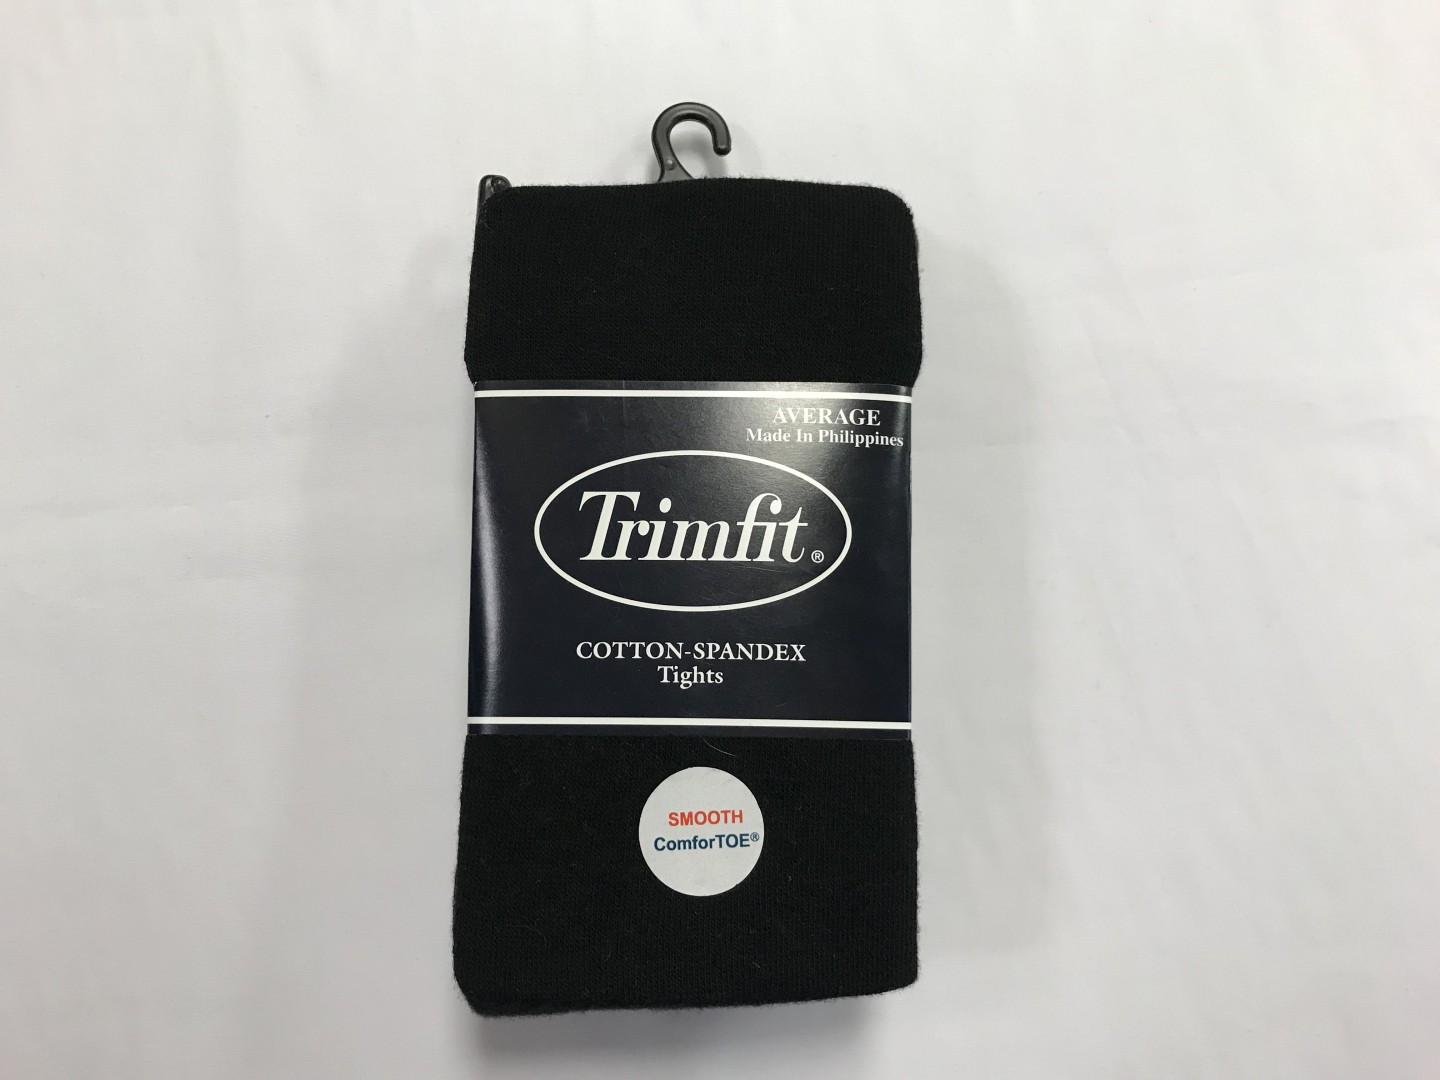 AVERAGE
Made In Philippines
Trimfit®
COTTON-SPANDEX
Tights
SMOOTH
ComforTOE®